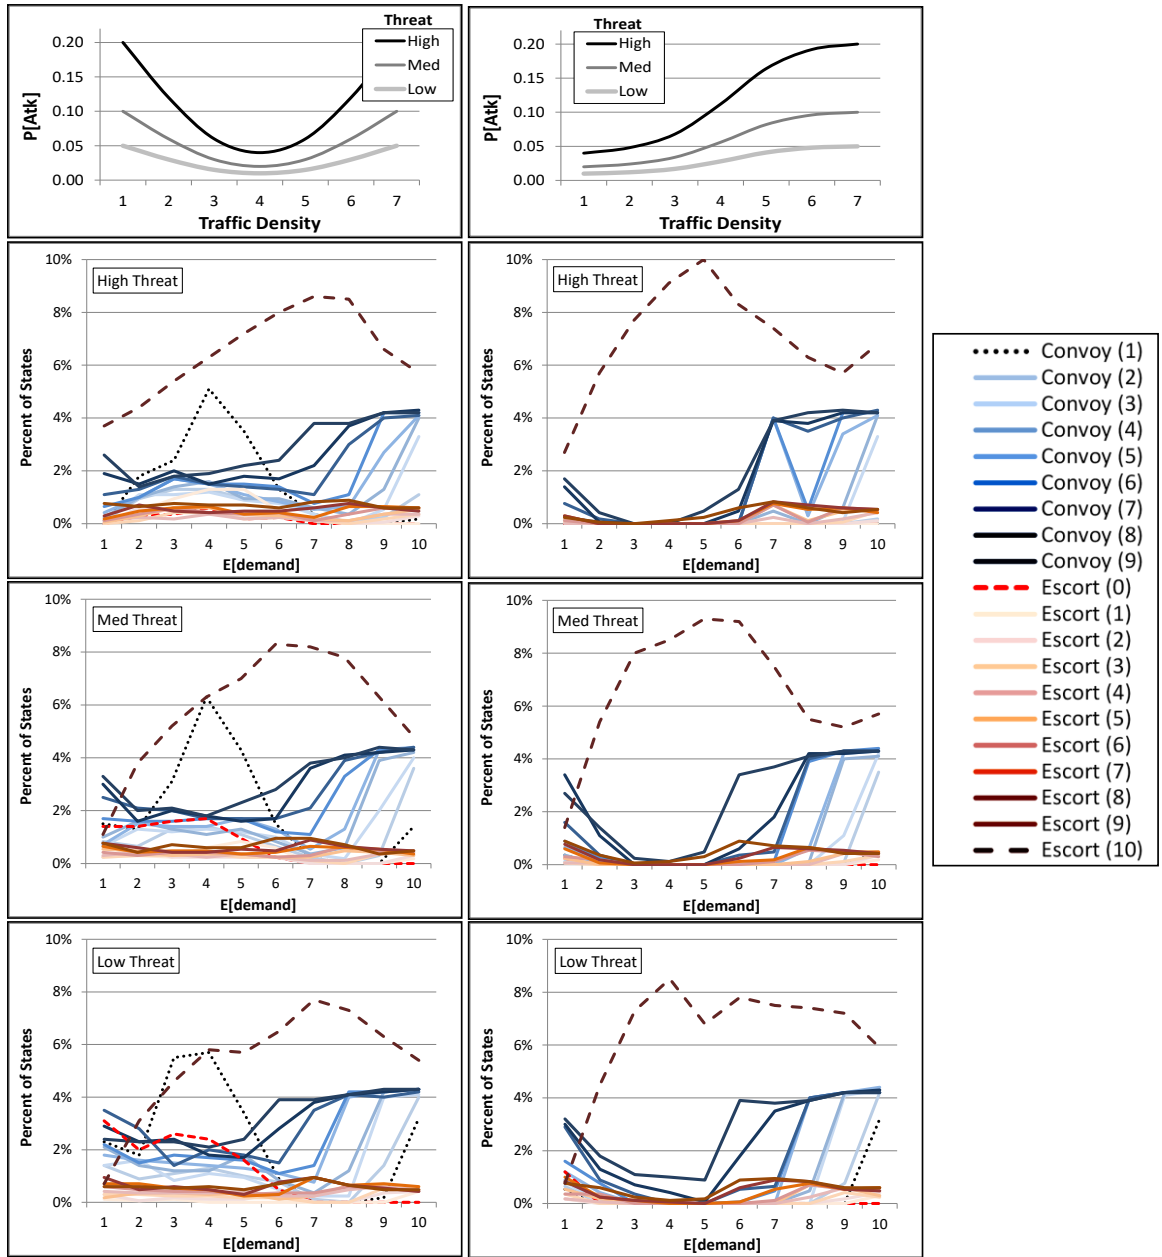 Threat
High
Med
Low
0.20
0.15
0.10
0.05
0.00
P[Atk]
1 2 3 4 5 6 7
Traffic Density
Threat
High
Med
Low
0.20
0.15
0.10
0.05
0.00
P[Atk]
1 2 3 4 5 6 7
Traffic Density
High Threat
10%
8%
6%
4%
2%
0%
Percent of States
1 2 3 4 5 6 7 8 9 10
E[demand]
High Threat
10%
8%
6%
4%
2%
0%
Percent of States
1 2 3 4 5 6 7 8 9 10
E[demand]
Med Threat
10%
8%
6%
4%
2%
0%
Percent of States
1 2 3 4 5 6 7 8 9 10
E[demand]
Med Threat
10%
8%
6%
4%
2%
0%
Percent of States
1 2 3 4 5 6 7 8 9 10
E[demand]
Low Threat
10%
8%
6%
4%
2%
0%
Percent of States
1 2 3 4 5 6 7 8 9 10
E[demand]
Low Threat
10%
8%
6%
4%
2%
0%
Percent of States
1 2 3 4 5 6 7 8 9 10
E[demand]
Convoy (1)
Convoy (2)
Convoy (3)
Convoy (4)
Convoy (5)
Convoy (6)
Convoy (7)
Convoy (8)
Convoy (9)
Escort (0)
Escort (1)
Escort (2)
Escort (3)
Escort (4)
Escort (5)
Escort (6)
Escort (7)
Escort (8)
Escort (9)
Escort (10)